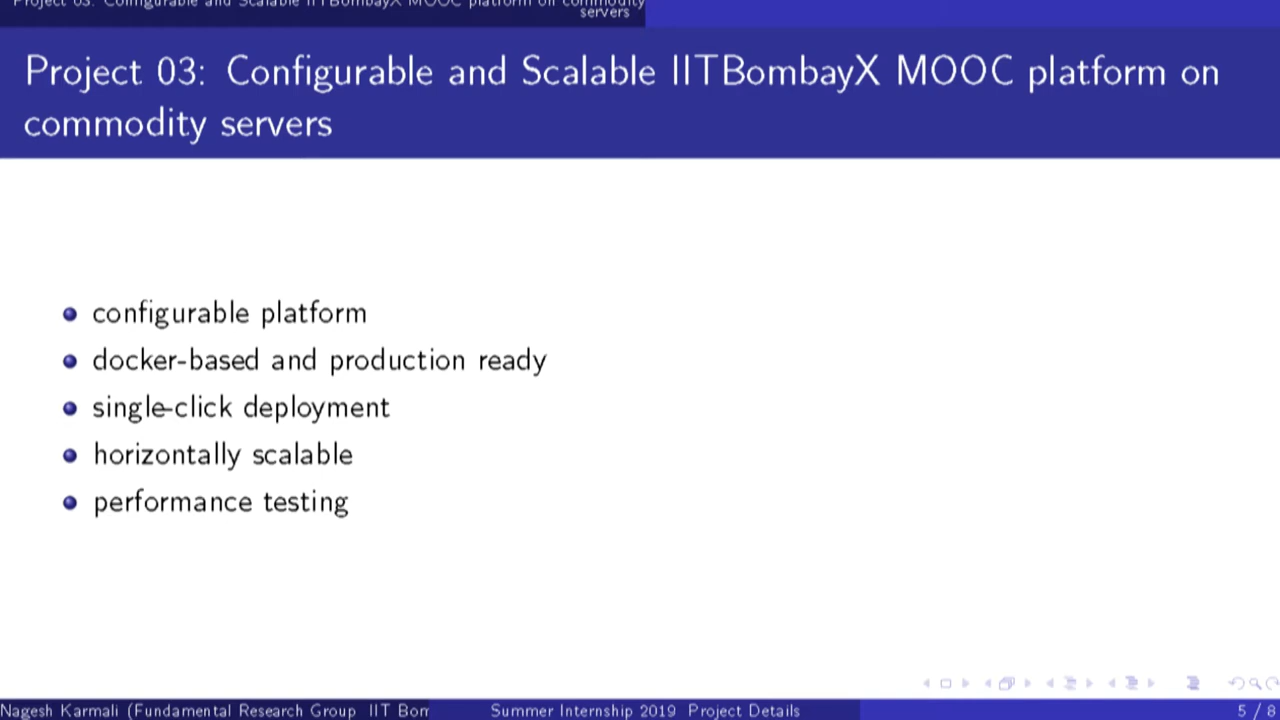 Project 03: Configurable and Scalable IITBombayX MOOC platform on commodity
servers
Project 03: Configurable and Scalable IITBombayX MOOC platform on
commodity servers
configurable platform
docker-based and production ready
single-click deployment
horizontally scalable
performance testing
Nagesh Karmali (Fundamental Research Group IIT Bom
Summer Internship 2019 Project Details
5 / 8